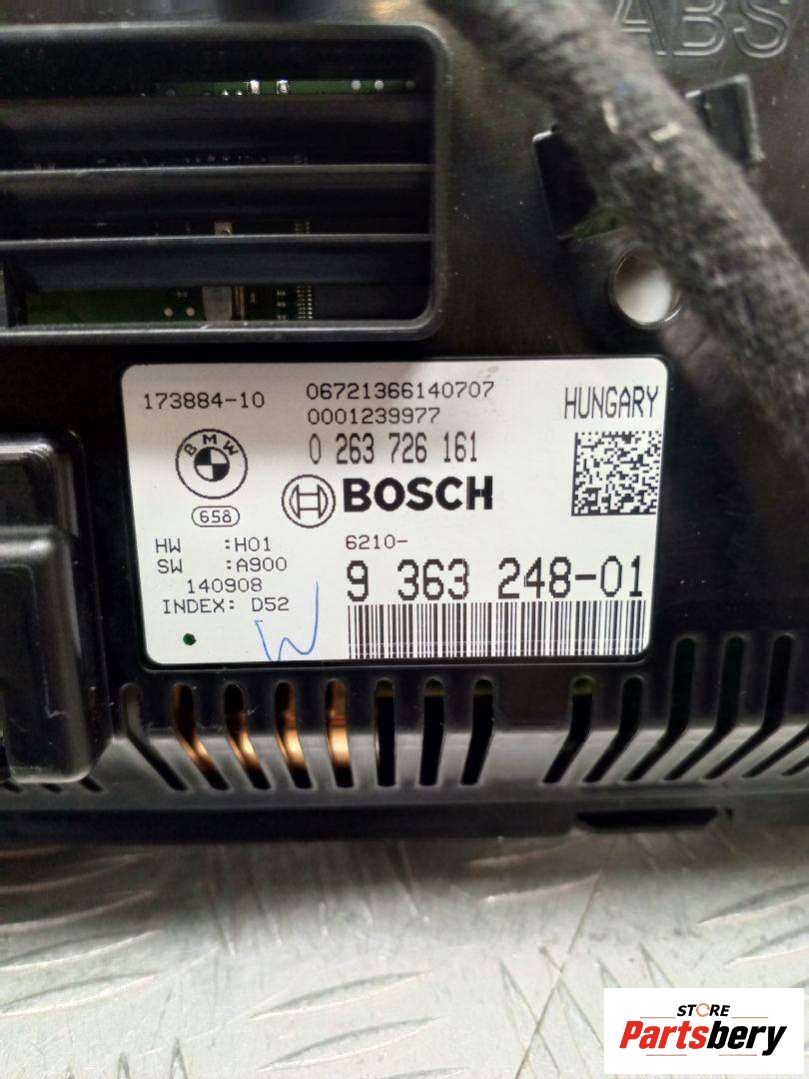 ABS
173884-10
06721366140707
0001239977
HUNGARY
0 263 726 161
BMW
BOSCH
658
HW :H01
6210-
SW :A900
9 363 248-01
140908
INDEX: D52
W
STORE
Partsbery